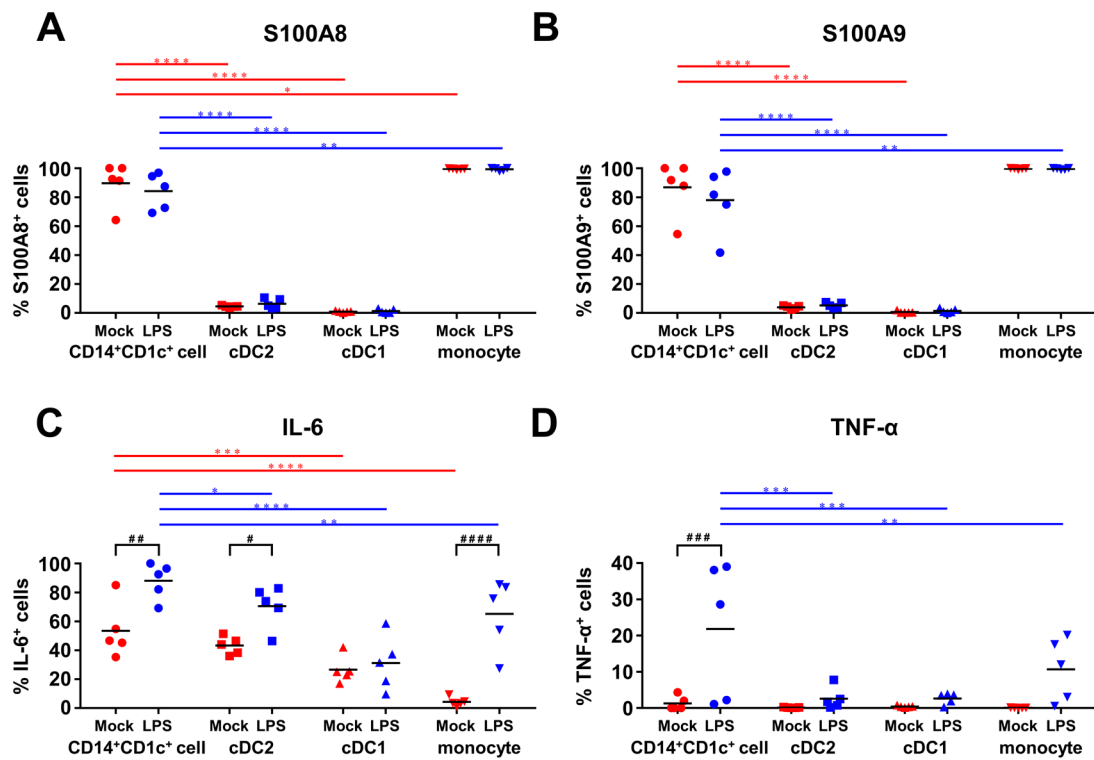 A
S100A8
****
****
*
****
****
**
% S100A8⁺ cells
100
80
60
40
20
0
Mock LPS Mock LPS Mock LPS Mock LPS
CD14⁺CD1c⁺ cell cDC2 cDC1 monocyte
B
S100A9
****
****
****
****
**
% S100A9⁺ cells
100
80
60
40
20
0
Mock LPS Mock LPS Mock LPS Mock LPS
CD14⁺CD1c⁺ cell cDC2 cDC1 monocyte
C
IL-6
***
****
*
****
**
## # ####
% IL-6⁺ cells
100
80
60
40
20
0
Mock LPS Mock LPS Mock LPS Mock LPS
CD14⁺CD1c⁺ cell cDC2 cDC1 monocyte
D
TNF-α
***
***
**
###
% TNF-α⁺ cells
40
30
20
10
0
Mock LPS Mock LPS Mock LPS Mock LPS
CD14⁺CD1c⁺ cell cDC2 cDC1 monocyte